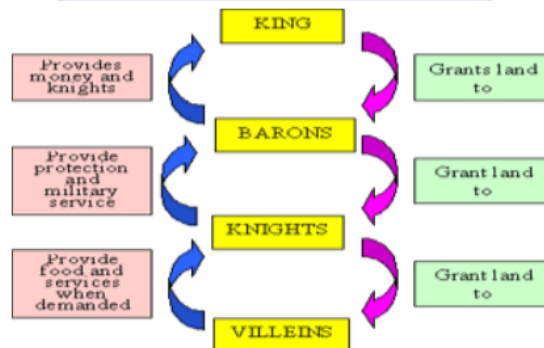 KING
Provides
money and
knights
Grants land
to
BARONS
Provide
protection
and
military
service
Grant land
to
KNIGHTS
Provide
food and
services
when
demanded
Grant land
to
VILLEINS